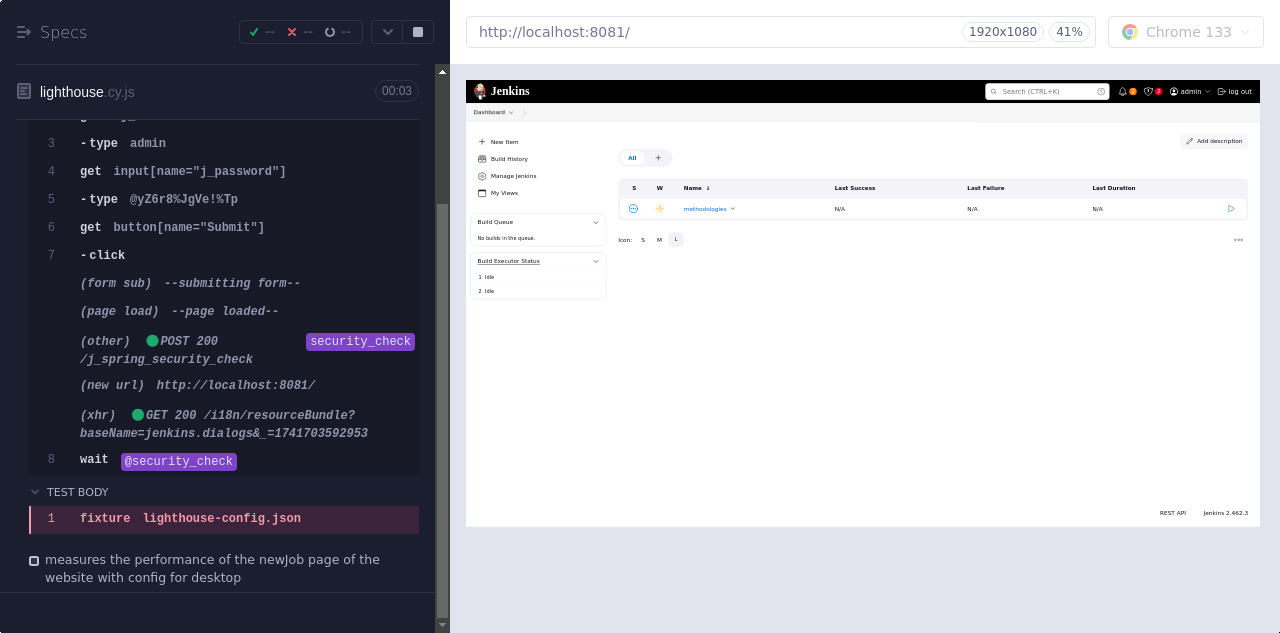 Specs
-- -- --
http://localhost:8081/
1920x1080
41%
Chrome 133
lighthouse.cy.js
00:03
3 -type admin
4 get input[name="j_password"]
5 -type @yZ6r8%JgVe!%Tp
6 get button[name="Submit"]
7 -click
(form sub) --submitting form--
(page load) --page loaded--
(other) POST 200 security_check
/j_spring_security_check
(new url) http://localhost:8081/
(xhr) GET 200 /i18n/resourceBundle?
baseName=jenkins.dialogs&_=1741703592953
8 wait @security_check
TEST BODY
1 fixture lighthouse-config.json
measures the performance of the newJob page of the
website with config for desktop
Jenkins
Search (CTRL+K)
admin
log out
Dashboard
New Item
Build History
Manage Jenkins
My Views
Build Queue
No builds in the queue.
Build Executor Status
1 Idle
2 Idle
Add description
All +
S W Name ↓ Last Success Last Failure Last Duration
methodologies N/A N/A N/A
Icon: S M L
REST API Jenkins 2.462.3